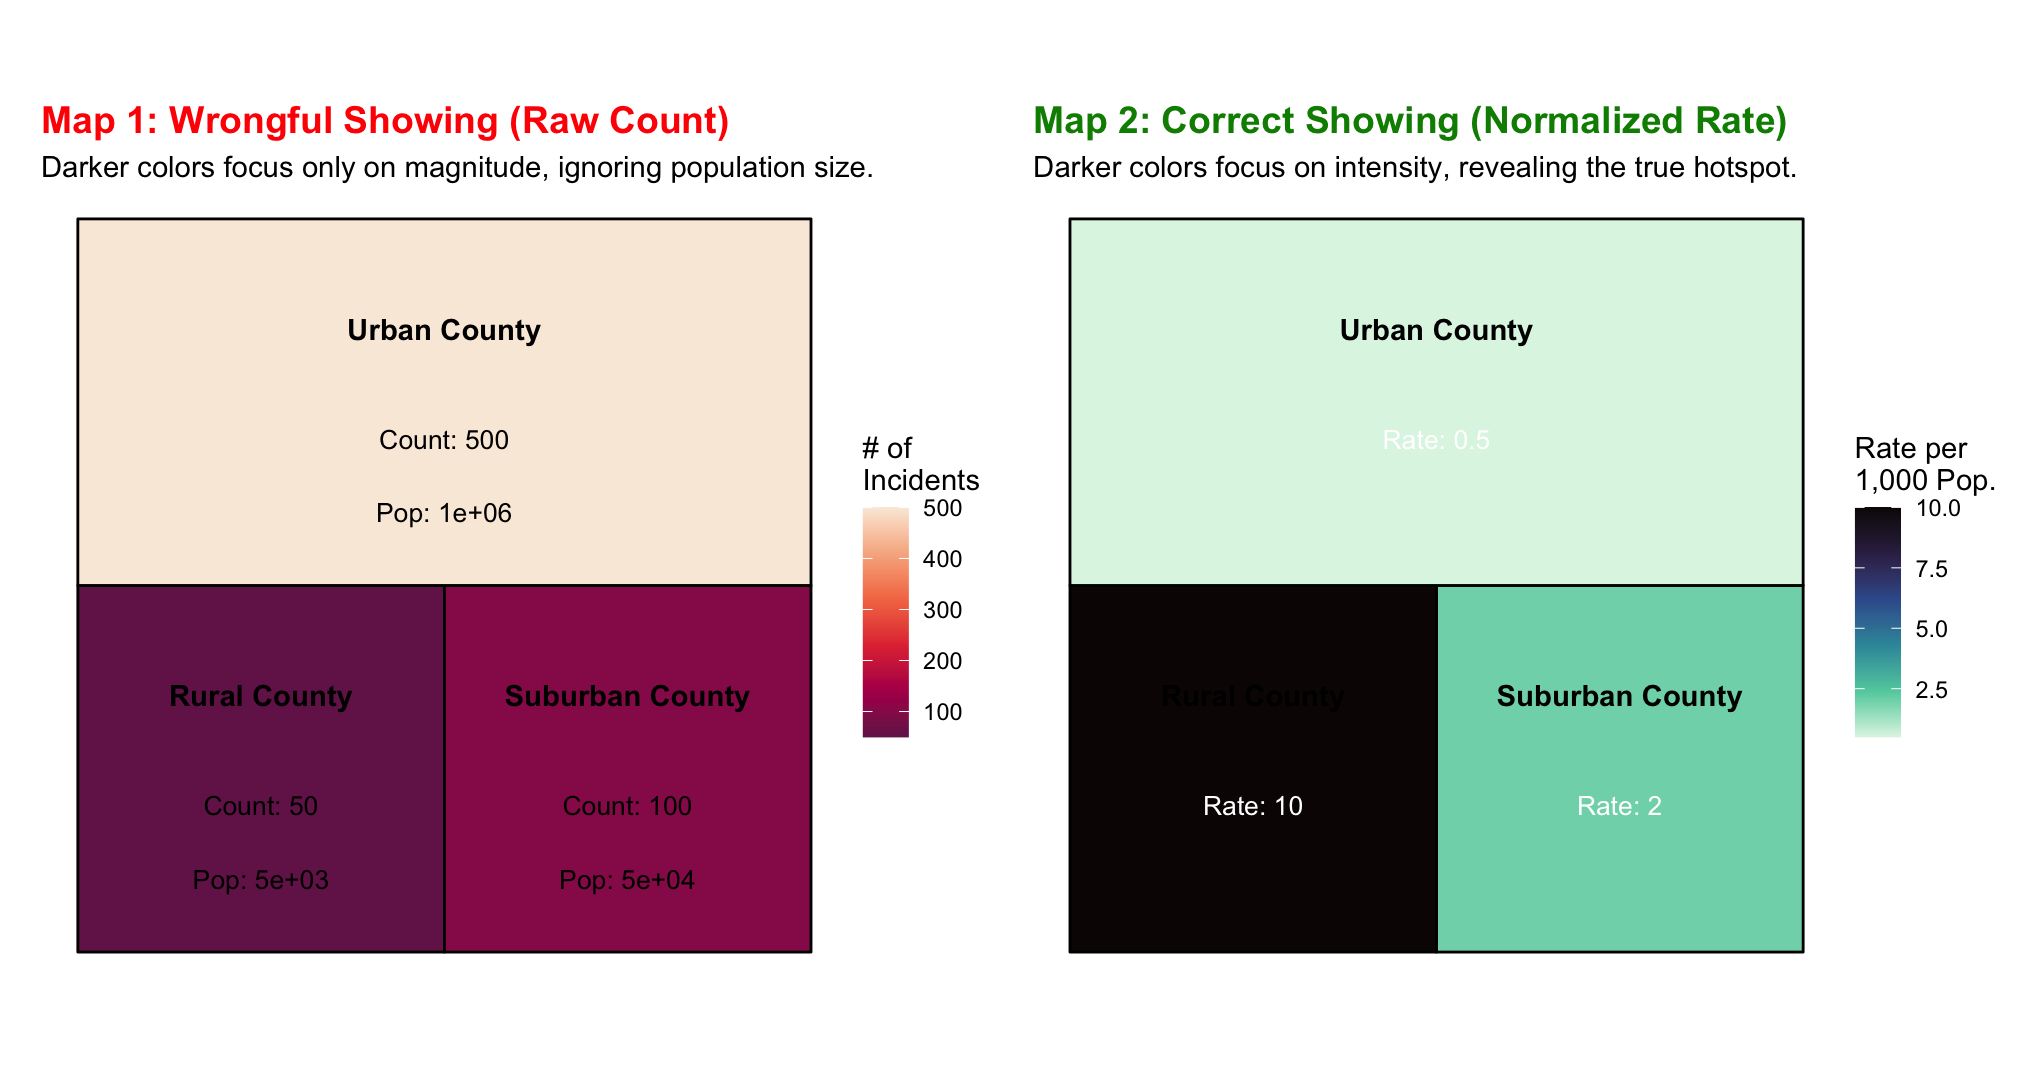 Map 1: Wrongful Showing (Raw Count)
Darker colors focus only on magnitude, ignoring population size.
Urban County
Count: 500
Pop: 1e+06
Rural County
Suburban County
Count: 50
Count: 100
Pop: 5e+03
Pop: 5e+04
# of
Incidents
500
400
300
200
100
Map 2: Correct Showing (Normalized Rate)
Darker colors focus on intensity, revealing the true hotspot.
Urban County
Rate: 0.5
Rural County
Suburban County
Rate: 10
Rate: 2
Rate per
1,000 Pop.
10.0
7.5
5.0
2.5